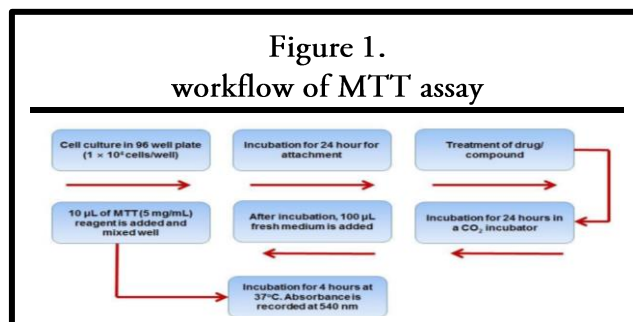 Figure 1.
workflow of MTT assay
Cell culture in 96 well plate
(1 × 10⁴ cells/well)
Incubation for 24 hour for
attachment
Treatment of drug/
compound
10 µL of MTT (5 mg/mL)
reagent is added and
mixed well
After incubation, 100 µL
fresh medium is added
Incubation for 24 hours in
a CO₂ incubator
Incubation for 4 hours at
37°C. Absorbance is
recorded at 540 nm